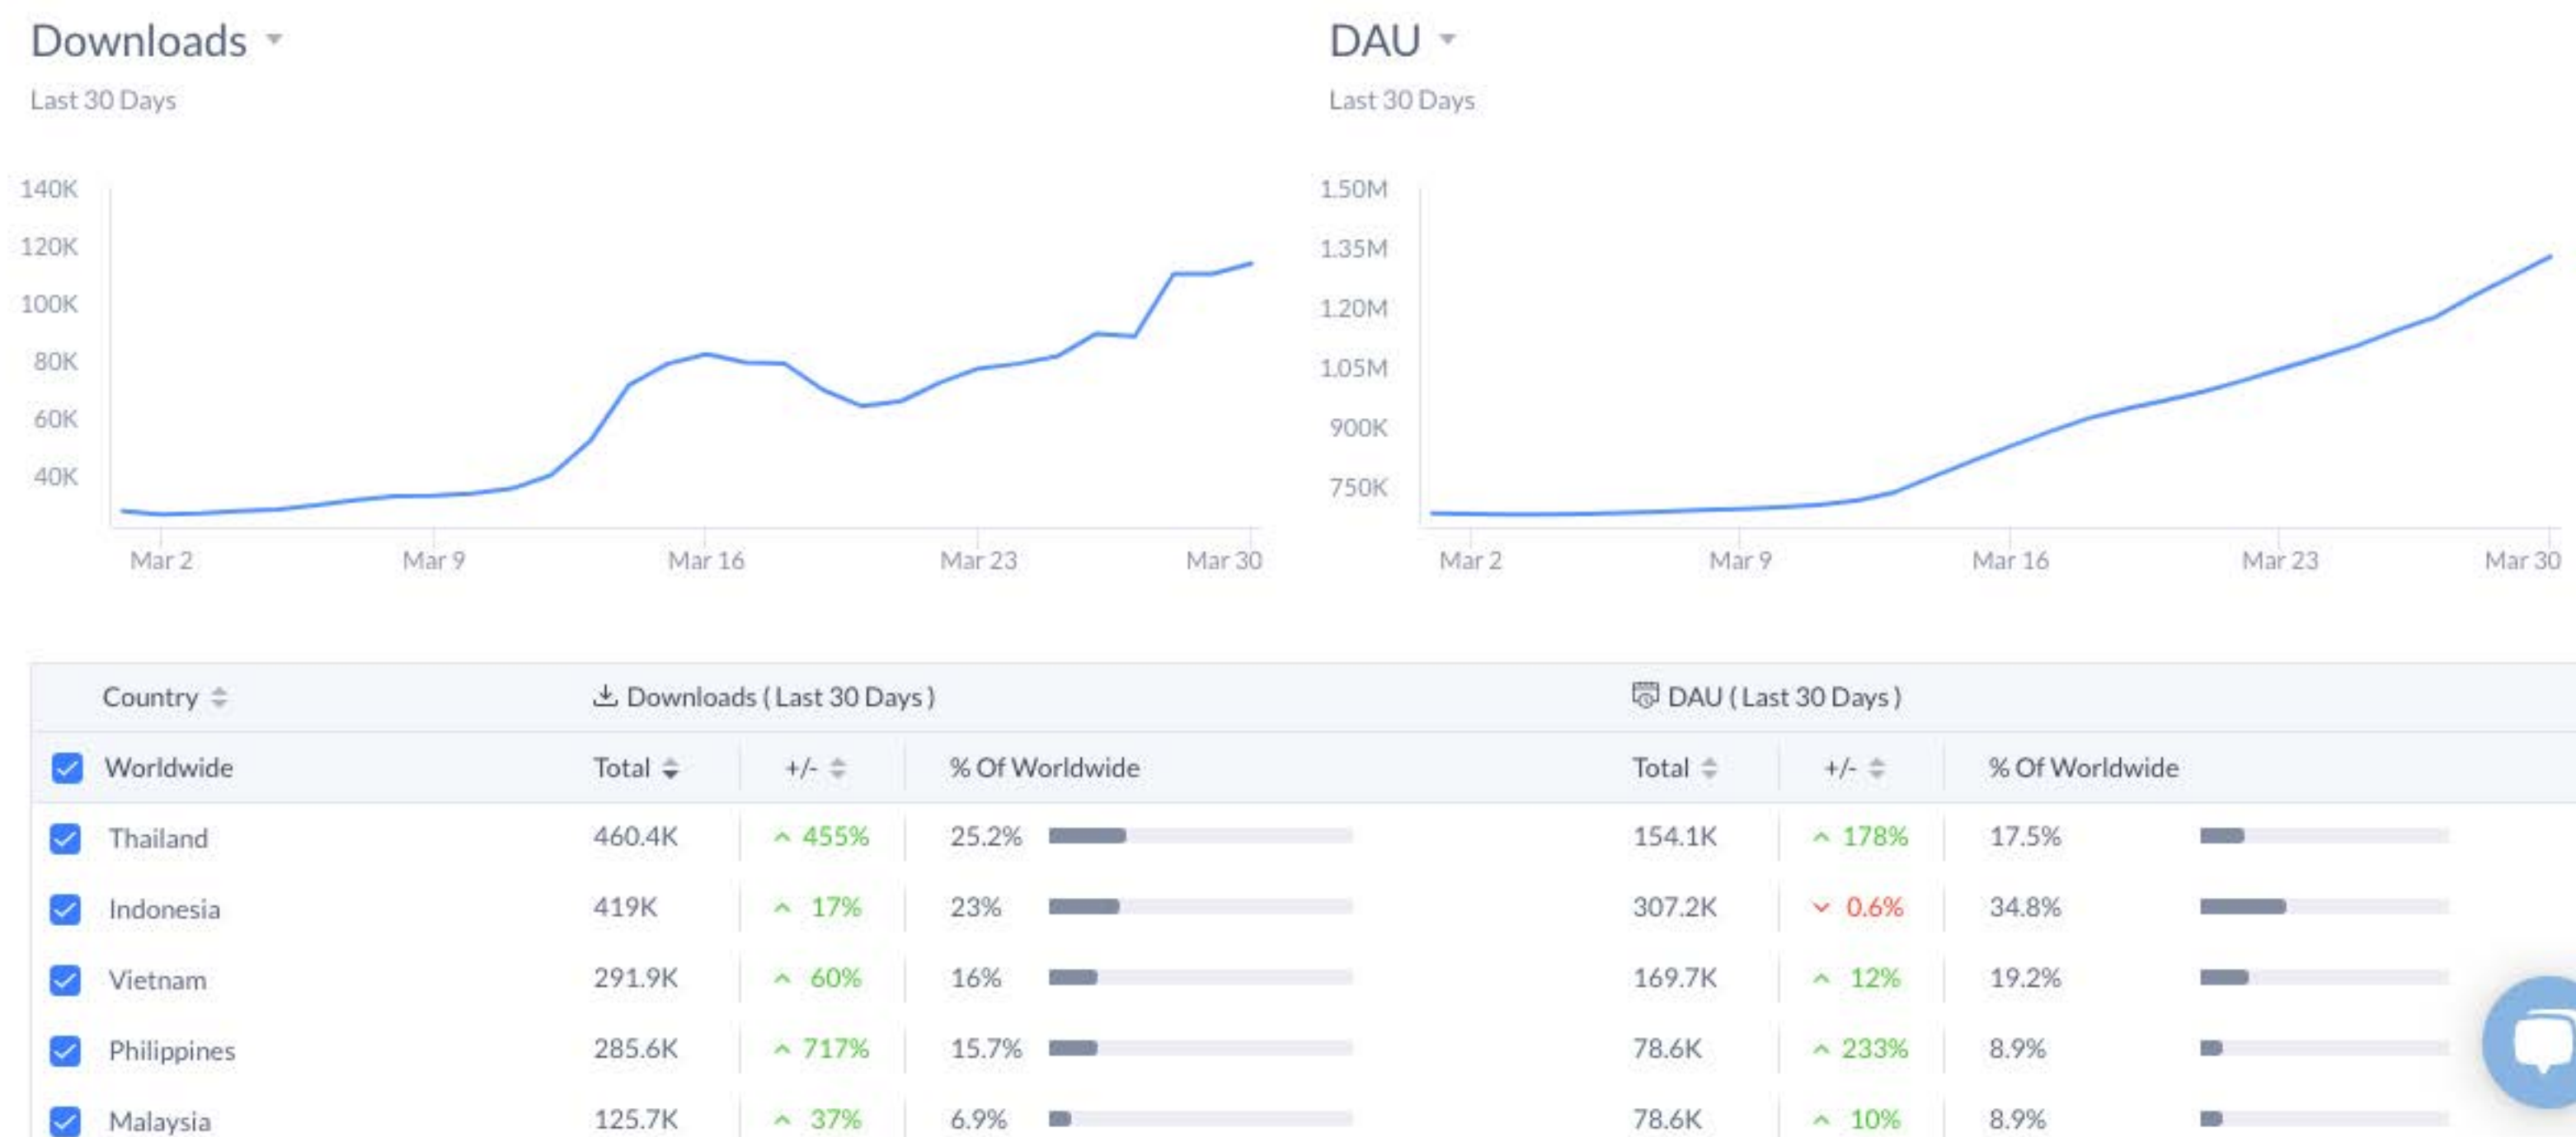 Downloads
Last 30 Days
140K
120K
100K
80K
60K
40K
Mar 2 Mar 9 Mar 16 Mar 23 Mar 30
DAU
Last 30 Days
1.50M
1.35M
1.20M
1.05M
900K
750K
Mar 2 Mar 9 Mar 16 Mar 23 Mar 30
Country Downloads ( Last 30 Days ) DAU ( Last 30 Days )
Worldwide Total +/- % Of Worldwide Total +/- % Of Worldwide
Thailand 460.4K 455% 25.2% 154.1K 178% 17.5%
Indonesia 419K 17% 23% 307.2K 0.6% 34.8%
Vietnam 291.9K 60% 16% 169.7K 12% 19.2%
Philippines 285.6K 717% 15.7% 78.6K 233% 8.9%
Malaysia 125.7K 37% 6.9% 78.6K 10% 8.9%